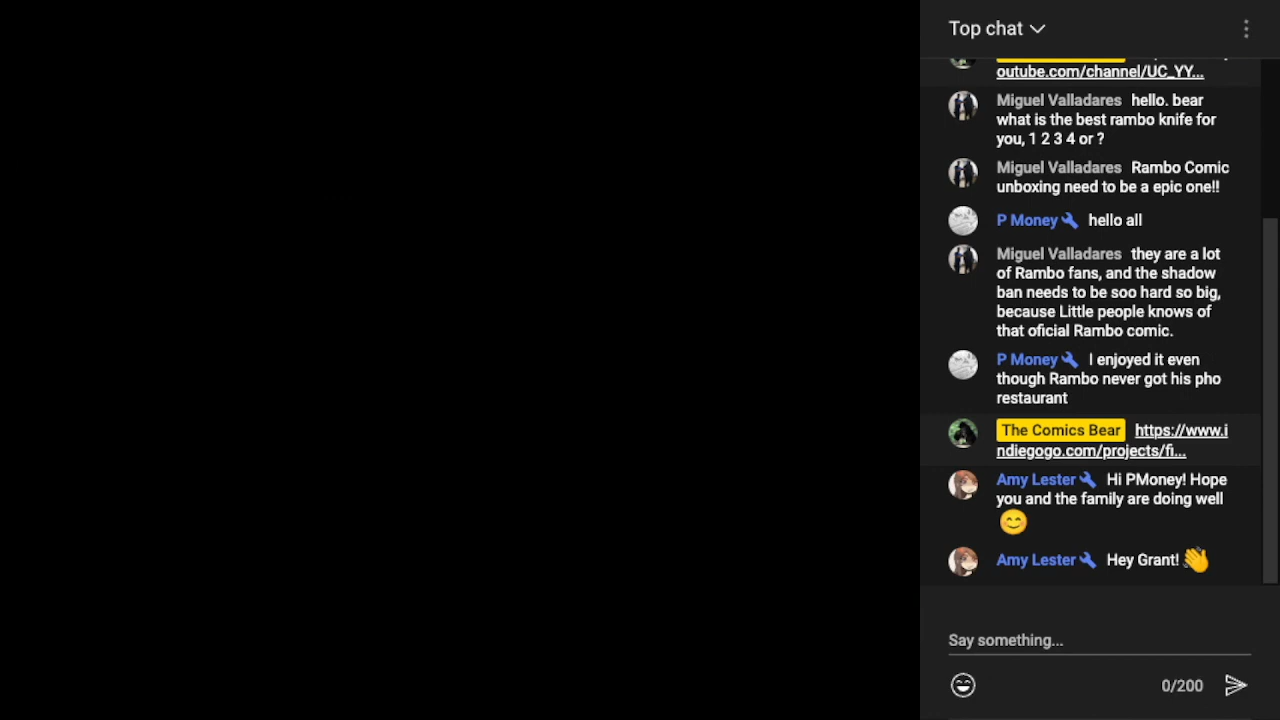 Top chat
outube.com/channel/UC_YY...
Miguel Valladares hello. bear
what is the best rambo knife for
you, 1 2 3 4 or ?
Miguel Valladares Rambo Comic
unboxing need to be a epic one!!
P Money hello all
Miguel Valladares they are a lot
of Rambo fans, and the shadow
ban needs to be soo hard so big,
because Little people knows of
that oficial Rambo comic.
P Money I enjoyed it even
though Rambo never got his pho
restaurant
The Comics Bear https://www.i
ndiegogo.com/projects/fi...
Amy Lester Hi PMoney! Hope
you and the family are doing well
😊
Amy Lester Hey Grant! 👋
Say something...
0/200